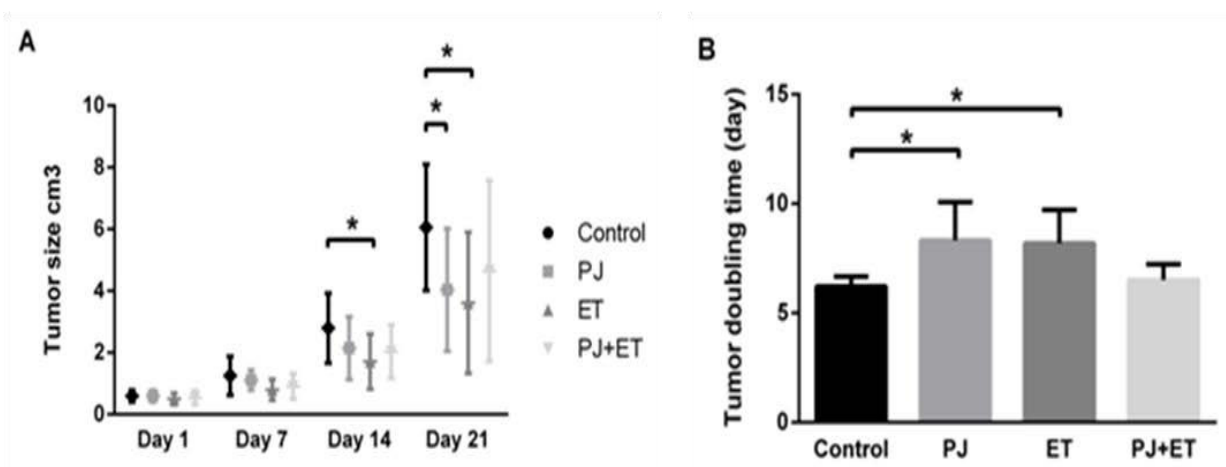 A
Tumor size cm3
10
8
6
4
2
0
*
*
*
Day 1 Day 7 Day 14 Day 21
Control
PJ
ET
PJ+ET
B
Tumor doubling time (day)
15
10
5
0
*
*
Control PJ ET PJ+ET